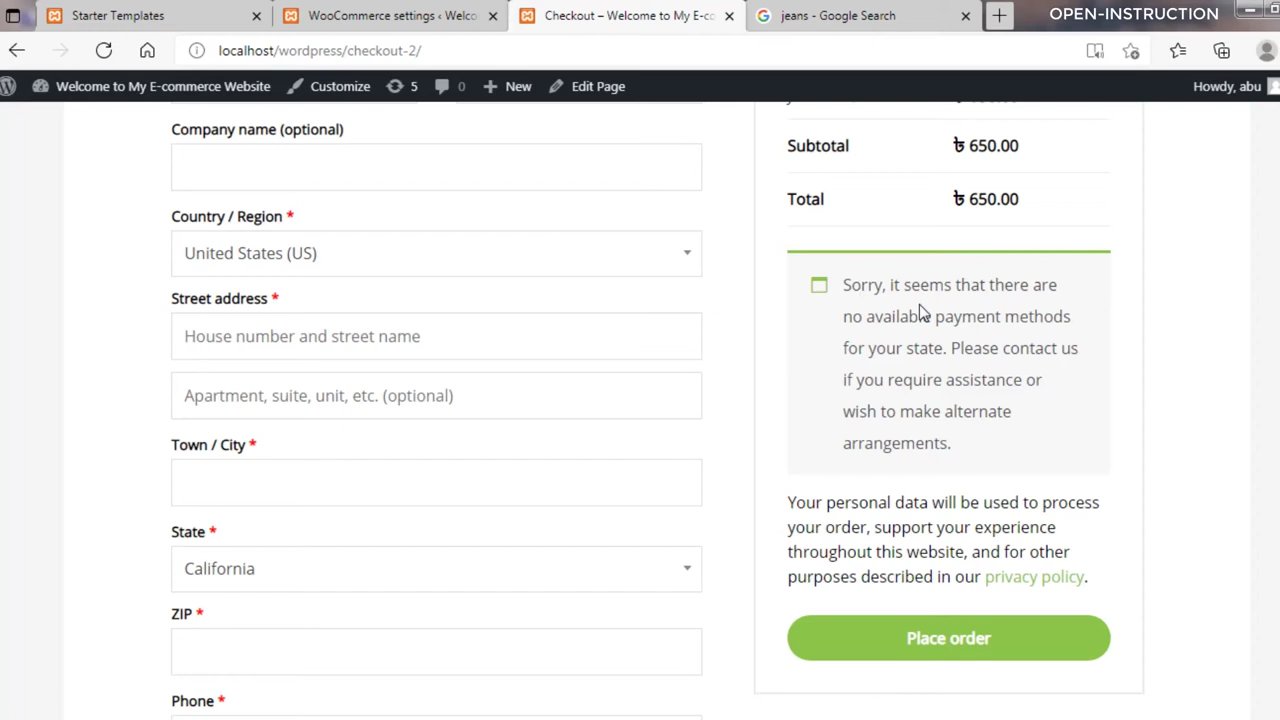 Starter Templates
WooCommerce settings ‹ Welco
Checkout – Welcome to My E-co
jeans - Google Search
OPEN-INSTRUCTION
localhost/wordpress/checkout-2/
Welcome to My E-commerce Website
Customize
5
0
New
Edit Page
Howdy, abu
Company name (optional)
Country / Region *
United States (US)
Street address *
House number and street name
Apartment, suite, unit, etc. (optional)
Town / City *
State *
California
ZIP *
Phone *
Subtotal ৳ 650.00
Total ৳ 650.00
Sorry, it seems that there are
no available payment methods
for your state. Please contact us
if you require assistance or
wish to make alternate
arrangements.
Your personal data will be used to process
your order, support your experience
throughout this website, and for other
purposes described in our privacy policy.
Place order